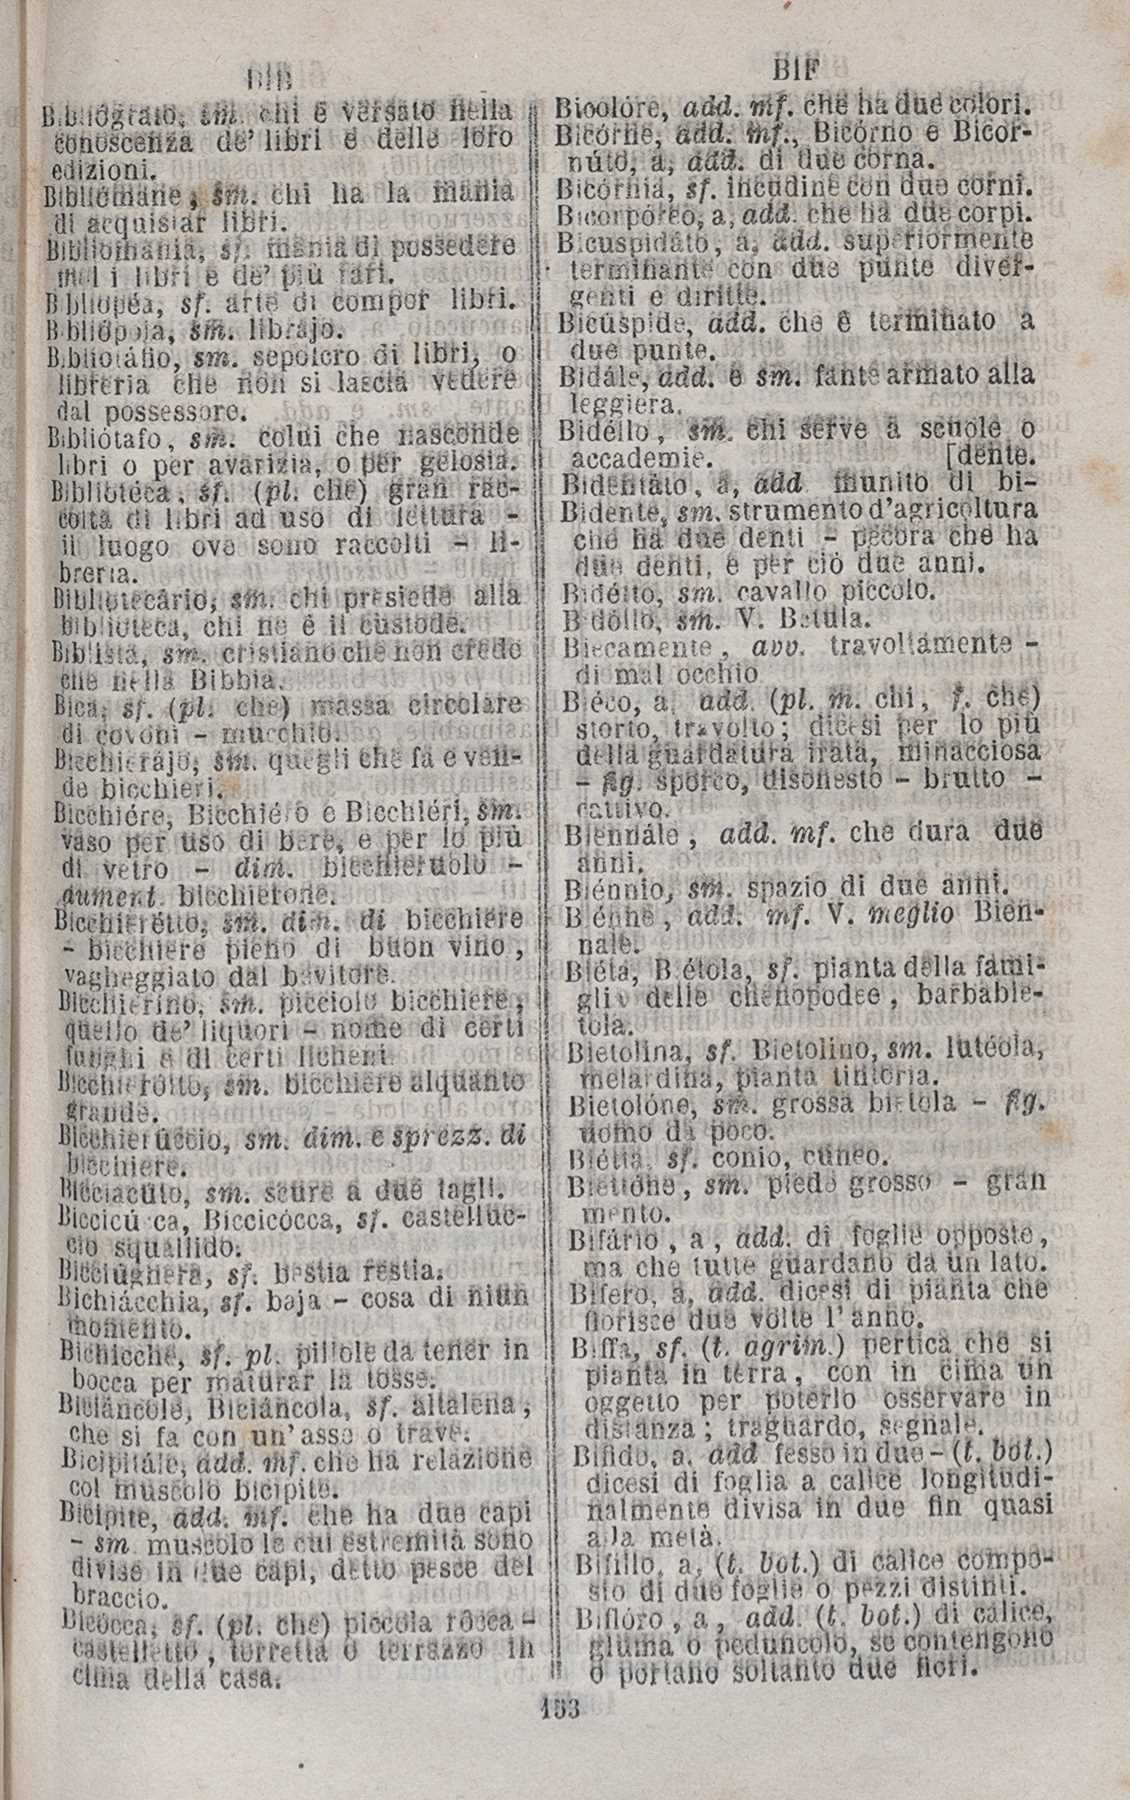 BIB
Bibliógrafo, sm. chi è versato nella
conoscenza de' libri e delle loro
edizioni.
Bibliómane, sm. chi ha la mania
di acquistar libri.
Bibliomanía, sf. mania di possedere
mol i libri e de' più rari.
Bibliopéa, sf. arte di compor libri.
Bibliópola, sm. librajo.
Bibliotáfio, sm. sepolcro di libri, o
libreria che non si lascia vedere
dal possessore.
Bibliótafo, sm. colui che nasconde
libri o per avarizia, o per gelosia.
Bibliotéca, sf. (pl. che) gran rac-
colta di libri ad uso di lettura -
il luogo ove sono raccolti - li-
breria.
Bibliotecário, sm. chi presiede alla
biblioteca, chi ne è il custode.
Biblista, sm. cristiano che non crede
che nella Bibbia.
Bica, sf. (pl. che) massa circolare
di covoni - mucchio.
Bicchierájo, sm. quegli che fa e ven-
de bicchieri.
Bicchiére, Bicchiéro e Bicchiéri, sm.
vaso per uso di bere, e per lo più
di vetro - dim. bicchieruolo -
aument. bicchierone.
Bicchierétto, sm. dim. di bicchiere
- bicchiere pieno di buon vino,
vagheggiato dal bevitore.
Bicchierino, sm. picciolo bicchiere,
quello de' liquori - nome di certi
funghi e di certi licheni
Bicchierótto, sm. bicchiere alquanto
grande.
Bicchierúccio, sm. dim. e sprezz. di
bicchiere.
Bicciacúto, sm. scure a due tagli.
Biccicúcca, Biccicócca, sf. castelluc-
cio squallido.
Bicciúghera, sf. bestia restia.
Bichiácchia, sf. baja - cosa di niun
momento.
Bichicche, sf. pl. pillole da tener in
bocca per maturar la tosse.
Biciáncole, Biciáncola, sf. altalena,
che si fa con un' asse o trave.
Bicipitále, add. mf. che ha relazione
col muscolo bicipite.
Bicípite, add. mf. che ha due capi
- sm. muscolo le cui estremità sono
divise in due capi, detto pesce del
braccio.
Bicócca, sf. (pl. che) piccola rôcca -
castelletto, torretta o terrazzo in
cima della casa.
BIF
Bicolóre, add. mf. che ha due colori.
Bicórne, add. mf., Bicórno e Bicor-
núto, a, add. di due corna.
Bicórnia, sf. incudine con due corni.
Bicorpóreo, a, add. che ha due corpi.
Bicuspidáto, a, add. superiormente
terminante con due punte diver-
genti e diritte.
Bicúspide, add. che è terminato a
due punte.
Bidále, add. e sm. fante armato alla
leggiera.
Bidéllo, sm. chi serve a scuole o
accademie. [dente.
Bidentáto, a, add munito di bi-
Bidente, sm. strumento d'agricoltura
che ha due denti - pecora che ha
due denti, e per ciò due anni.
Bidétto, sm. cavallo piccolo.
Bidóllo, sm. V. Betula.
Biecamente, avv. travoltamente -
di mal occhio
Biéco, a, add. (pl. m. chi, f. che)
storto, travolto; dicesi per lo più
della guardatura irata, minacciosa
- fig. sporco, disonesto - brutto -
cattivo.
Biennále, add. mf. che dura due
anni.
Biénnio, sm. spazio di due anni.
Biénne, add. mf. V. meglio Bien-
nale.
Biéta, Biétola, sf. pianta della fami-
glia delle chenopodee, barbabie-
tola.
Bietolina, sf. Bietolino, sm. lutéola,
melardina, pianta tintoria.
Bietolóne, sm. grossa bietola - fig.
uomo da poco.
Biétta, sf. conio, cuneo.
Biettóne, sm. piede grosso - gran
mento.
Bifário, a, add. di foglie opposte,
ma che tutte guardano da un lato.
Bífero, a, add. dicesi di pianta che
fiorisce due volte l'anno.
Biffa, sf. (t. agrim.) pertica che si
pianta in terra, con in cima un
oggetto per poterlo osservare in
distanza; traguardo, segnale.
Bífido, a, add fesso in due - (t. bot.)
dicesi di foglia a calice longitudi-
nalmente divisa in due fin quasi
alla metà.
Bifíllo, a, (t. bot.) di calice compo-
sto di due foglie o pezzi distinti.
Biflóro, a, add. (t. bot.) di calice,
gluma o peduncolo, se contengono
o portano soltanto due fiori.
153